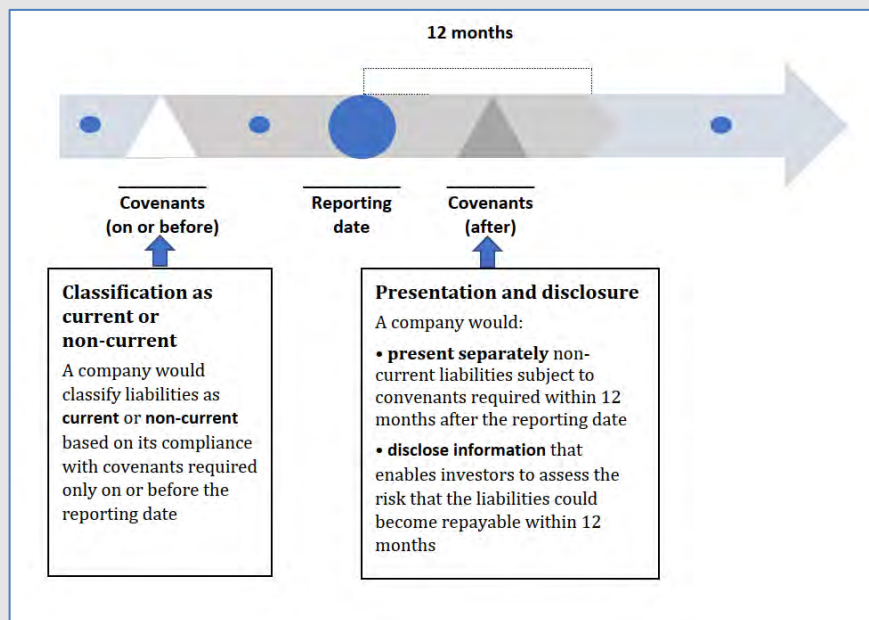 12 months
Covenants
(on or before)
Reporting
date
Covenants
(after)
Classification as
current or
non-current
A company would
classify liabilities as
current or non-current
based on its compliance
with covenants required
only on or before the
reporting date
Presentation and disclosure
A company would:
• present separately non-
current liabilities subject to
convenants required within 12
months after the reporting date
• disclose information that
enables investors to assess the
risk that the liabilities could
become repayable within 12
months